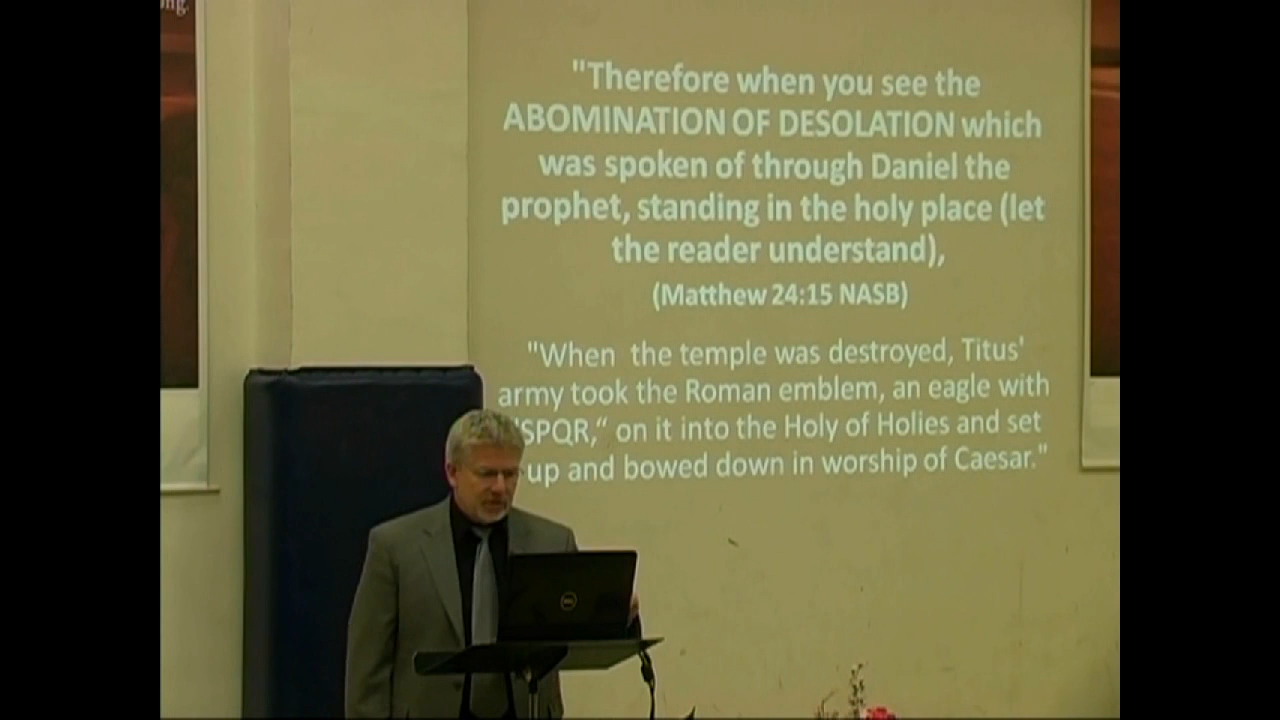 "Therefore when you see the
ABOMINATION OF DESOLATION which
was spoken of through Daniel the
prophet, standing in the holy place (let
the reader understand),
(Matthew 24:15 NASB)
"When the temple was destroyed, Titus'
army took the Roman emblem, an eagle with
SPQR,“ on it into the Holy of Holies and set
up and bowed down in worship of Caesar."
DELL